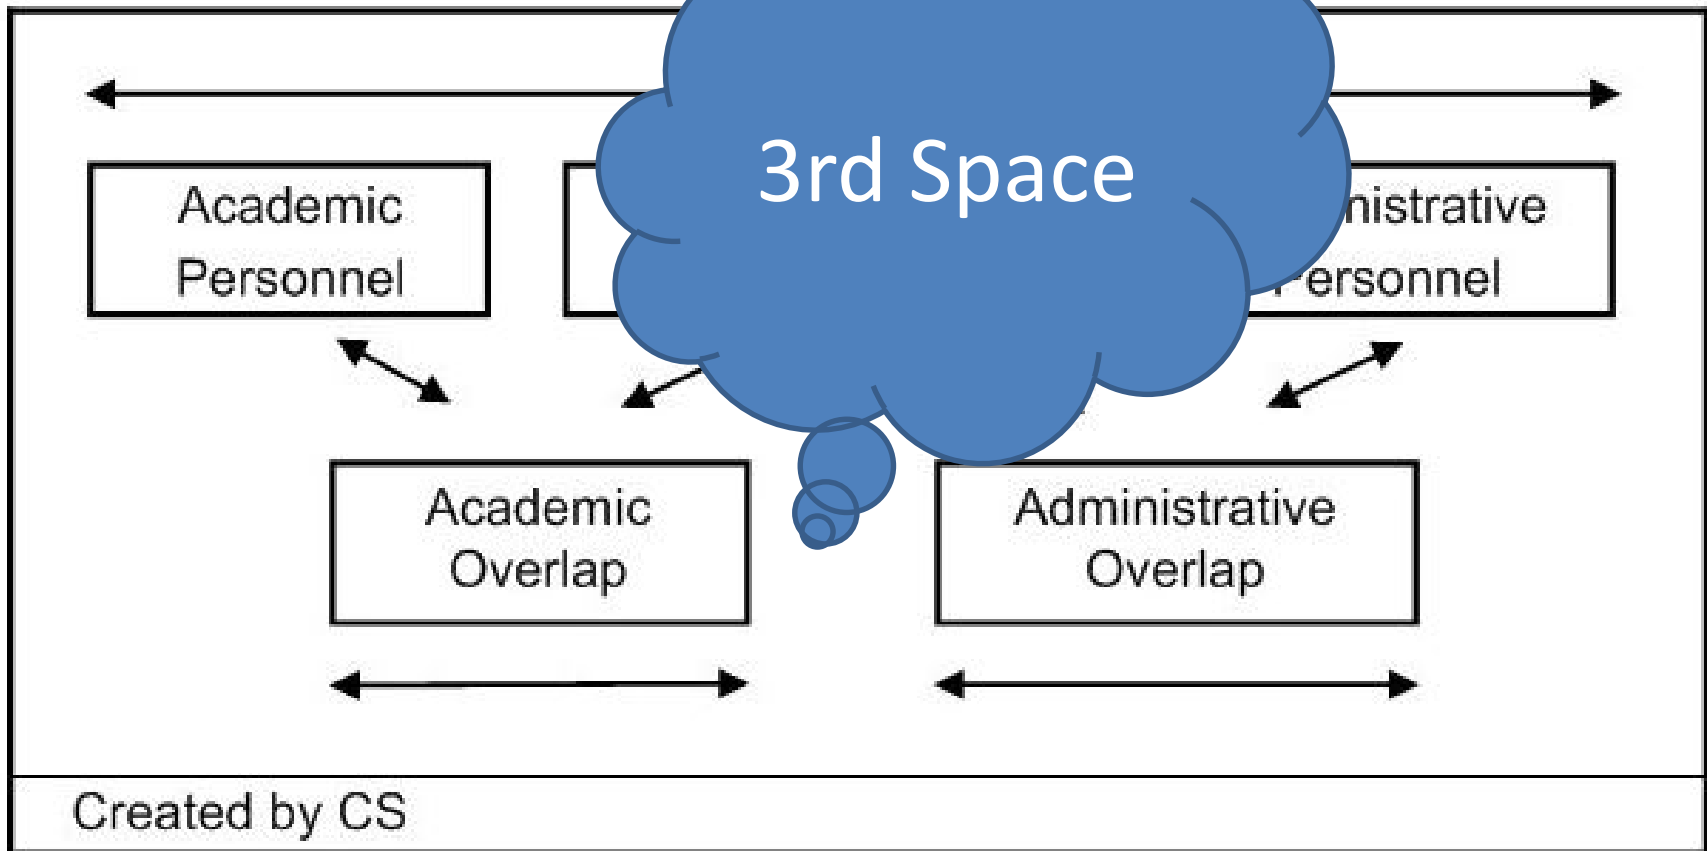 3rd Space
Academic
Personnel
nistrative
ersonnel
Academic
Overlap
Administrative
Overlap
Created by CS